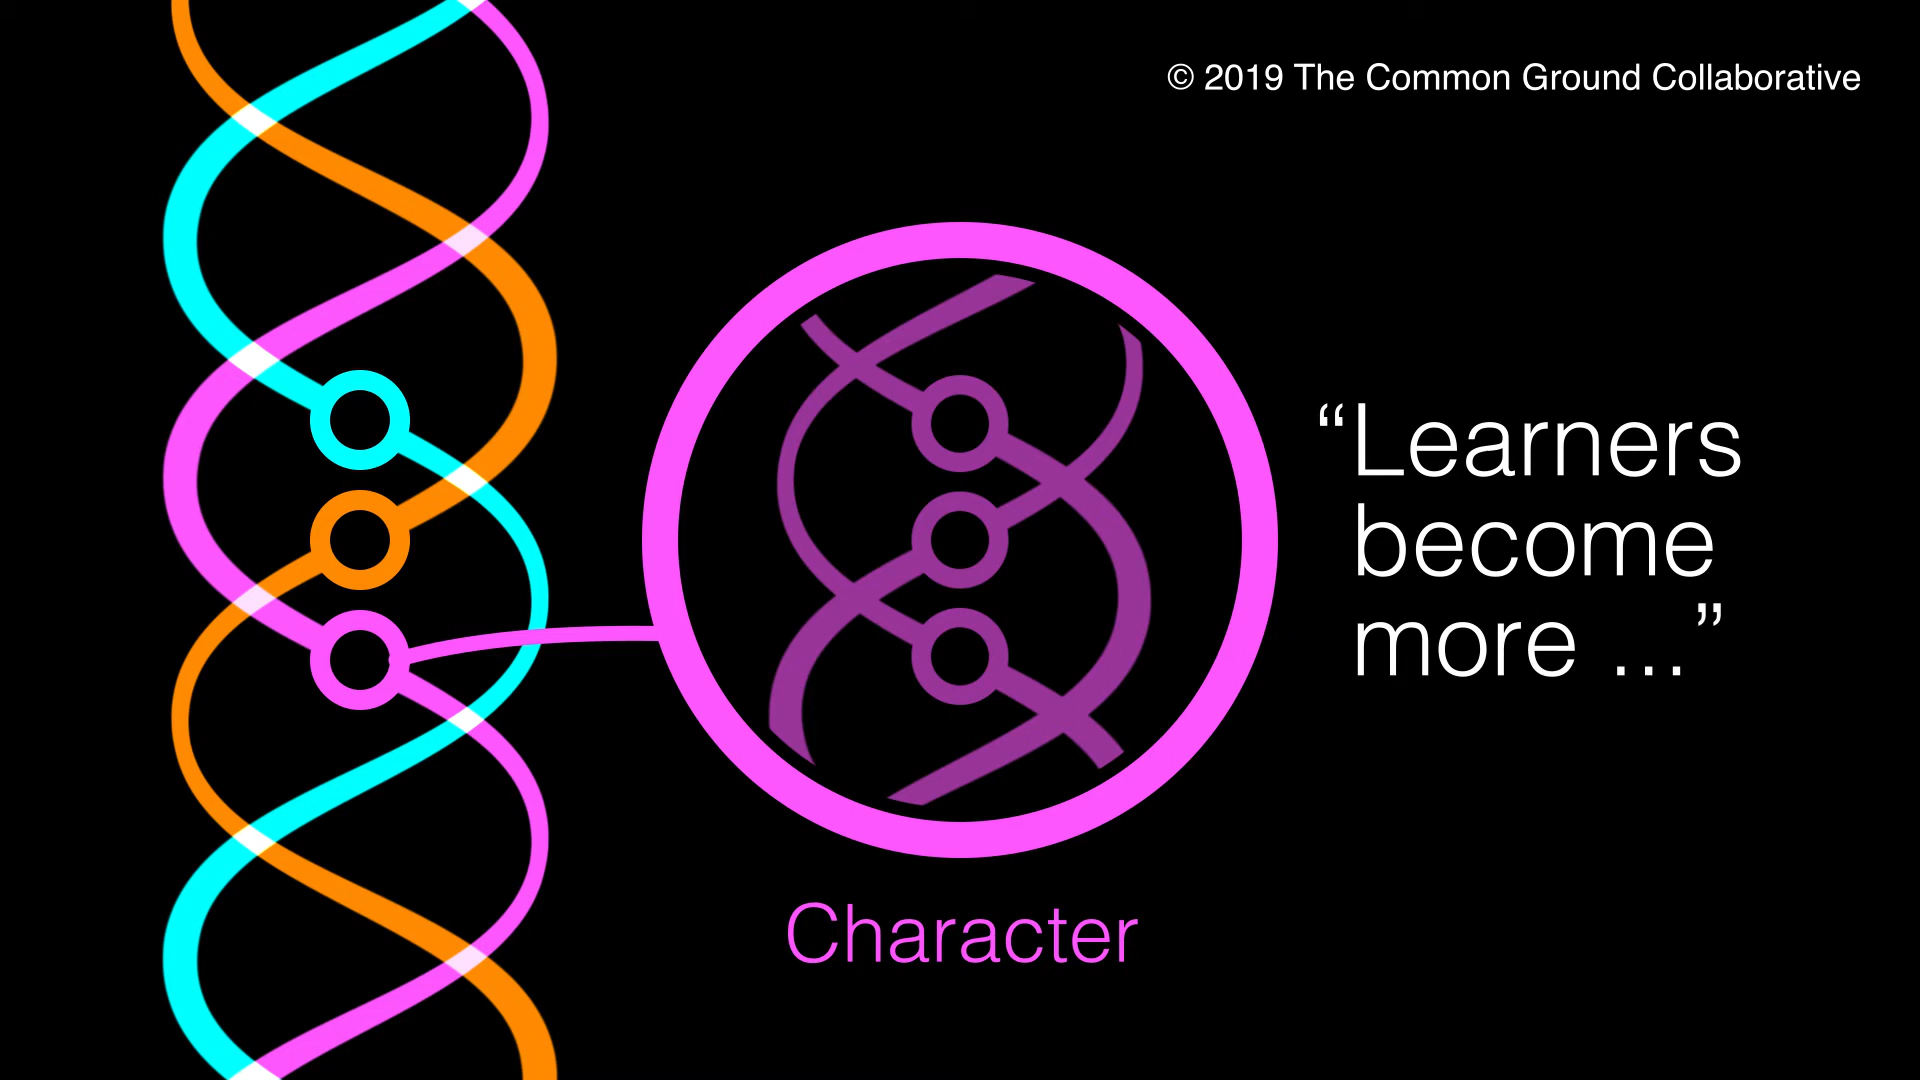 © 2019 The Common Ground Collaborative
“Learners
become
more ...”
Character